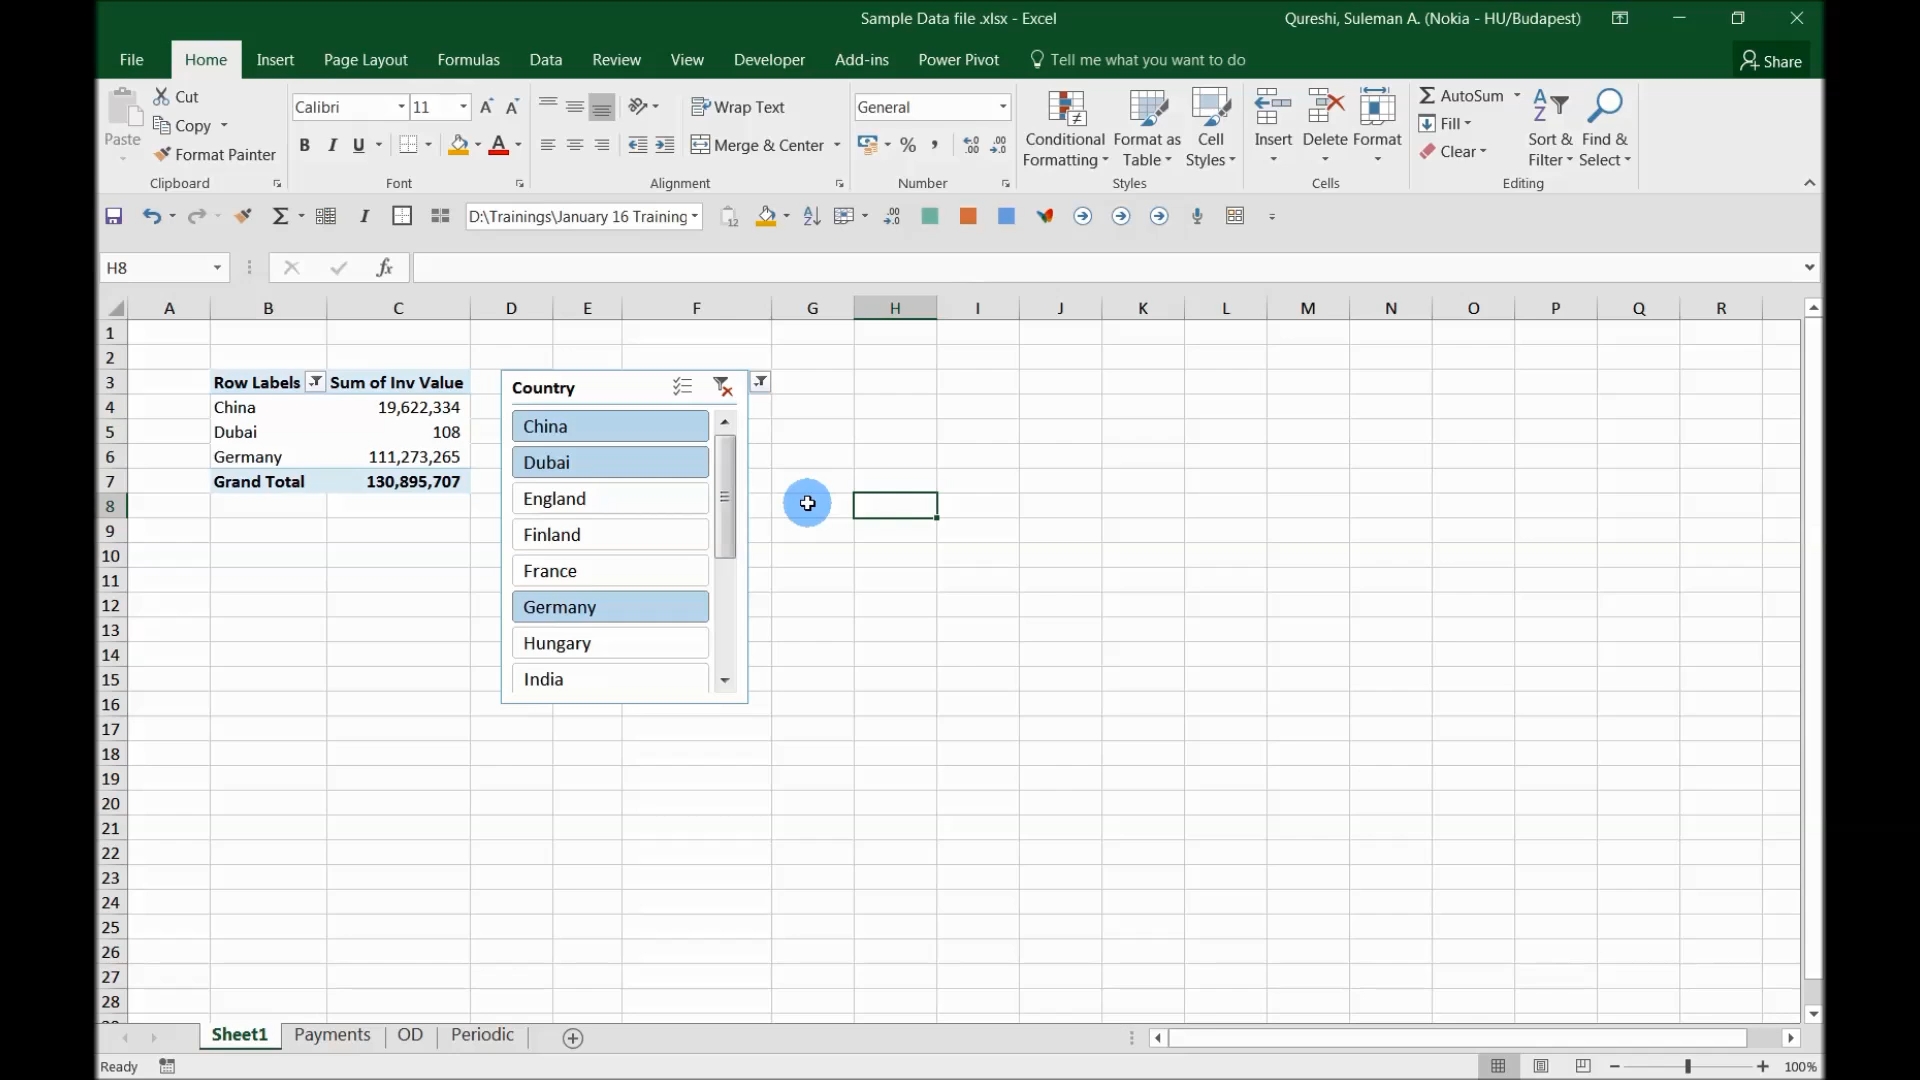 Sample Data file .xlsx - Excel
Qureshi, Suleman A. (Nokia - HU/Budapest)
File Home Insert Page Layout Formulas Data Review View Developer Add-ins Power Pivot Tell me what you want to do Share
Paste
Cut
Copy
Format Painter
Clipboard
Calibri 11
B I U A
Font
Wrap Text
Merge & Center
Alignment
General
% ,
Number
Conditional Formatting
Format as Table
Cell Styles
Styles
Insert
Delete
Format
Cells
AutoSum
Fill
Clear
Sort & Filter
Find & Select
Editing
D:\Trainings\January 16 Training
H8
fx
A B C D E F G H I J K L M N O P Q R
1
2
3 Row Labels Sum of Inv Value
4 China 19,622,334
5 Dubai 108
6 Germany 111,273,265
7 Grand Total 130,895,707
8
9
10
11
12
13
14
15
16
17
18
19
20
21
22
23
24
25
26
27
28
Country
China
Dubai
England
Finland
France
Germany
Hungary
India
Sheet1 Payments OD Periodic
Ready
100%